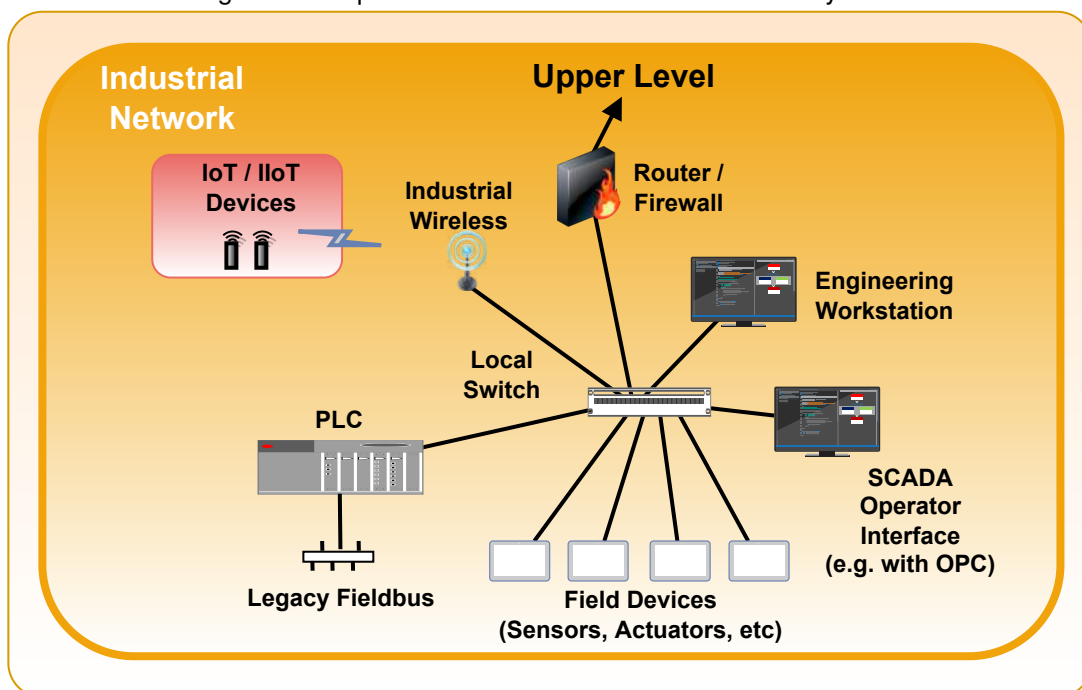 Industrial
Network
Upper Level
IoT / IIoT
Devices
Industrial
Wireless
Router /
Firewall
Engineering
Workstation
Local
Switch
PLC
SCADA
Operator
Interface
(e.g. with OPC)
Legacy Fieldbus
Field Devices
(Sensors, Actuators, etc)